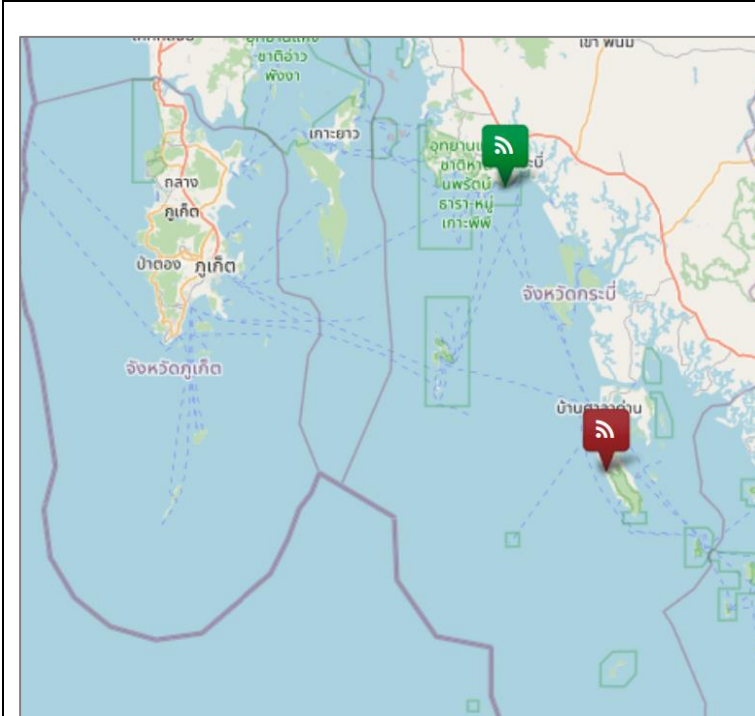 อุทยานแห่ง
ชาติอ่าว
พังงา
เขาพนม
เกาะยาว
ถลาง
ภูเก็ต
ป่าตอง
ภูเก็ต
ชาติหา
นพรัตน์
ธารา-หมู่
เกาะพีพี
จังหวัดกระบี่
จังหวัดภูเก็ต